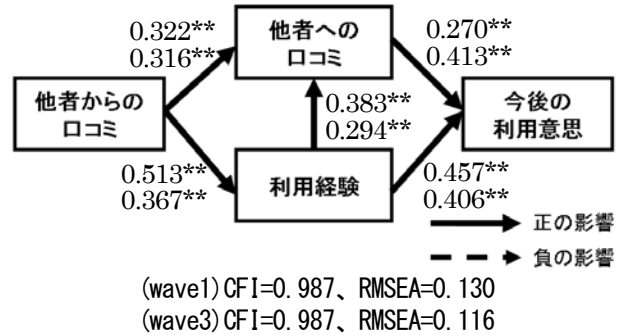 0.322**
0.316**
他者への
口コミ
0.270**
0.413**
他者からの
口コミ
0.383**
0.294**
今後の
利用意思
0.513**
0.367**
利用経験
0.457**
0.406**
正の影響
負の影響
(wave1)CFI=0.987、RMSEA=0.130
(wave3)CFI=0.987、RMSEA=0.116